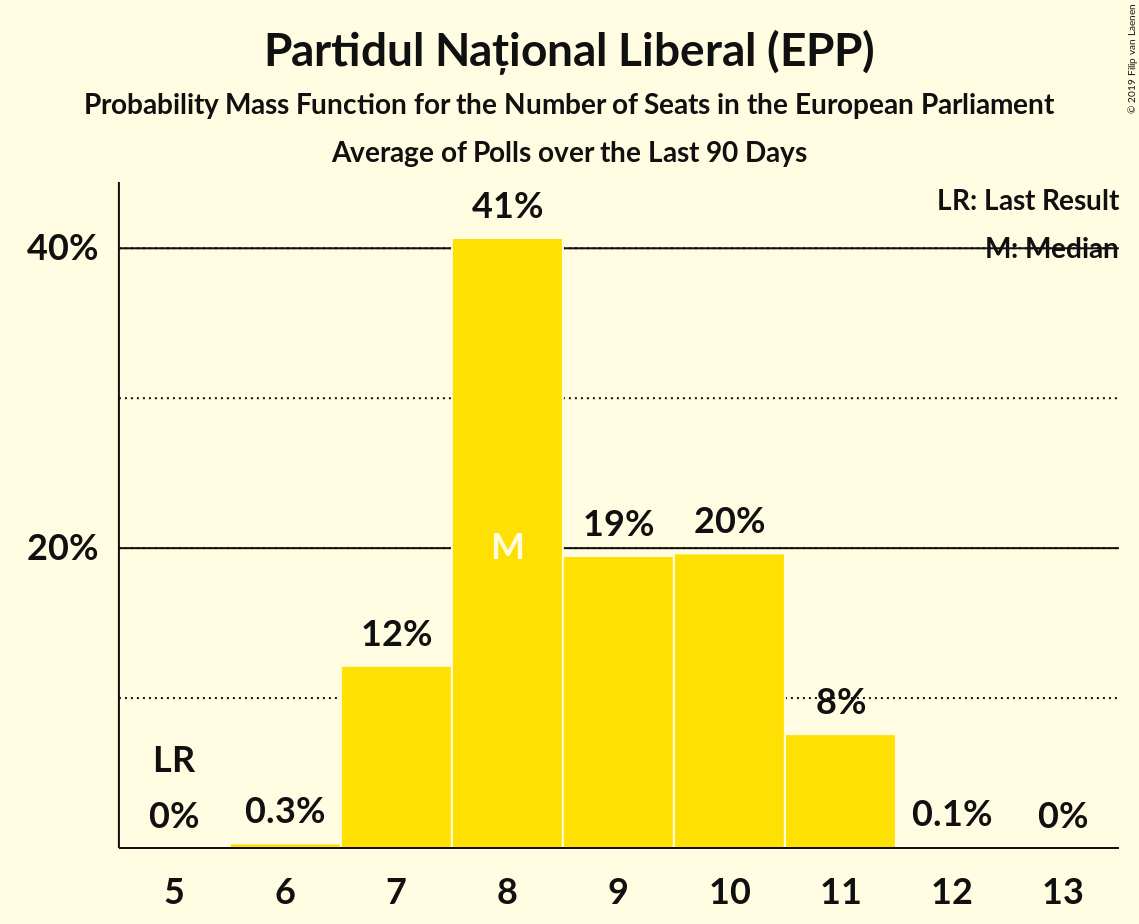 Partidul Național Liberal (EPP)
Probability Mass Function for the Number of Seats in the European Parliament
Average of Polls over the Last 90 Days
© 2019 Filip van Laenen
LR: Last Result
M: Median
40%
20%
41%
19%
20%
12%
8%
M
LR
0%
0.3%
0.1%
0%
5 6 7 8 9 10 11 12 13